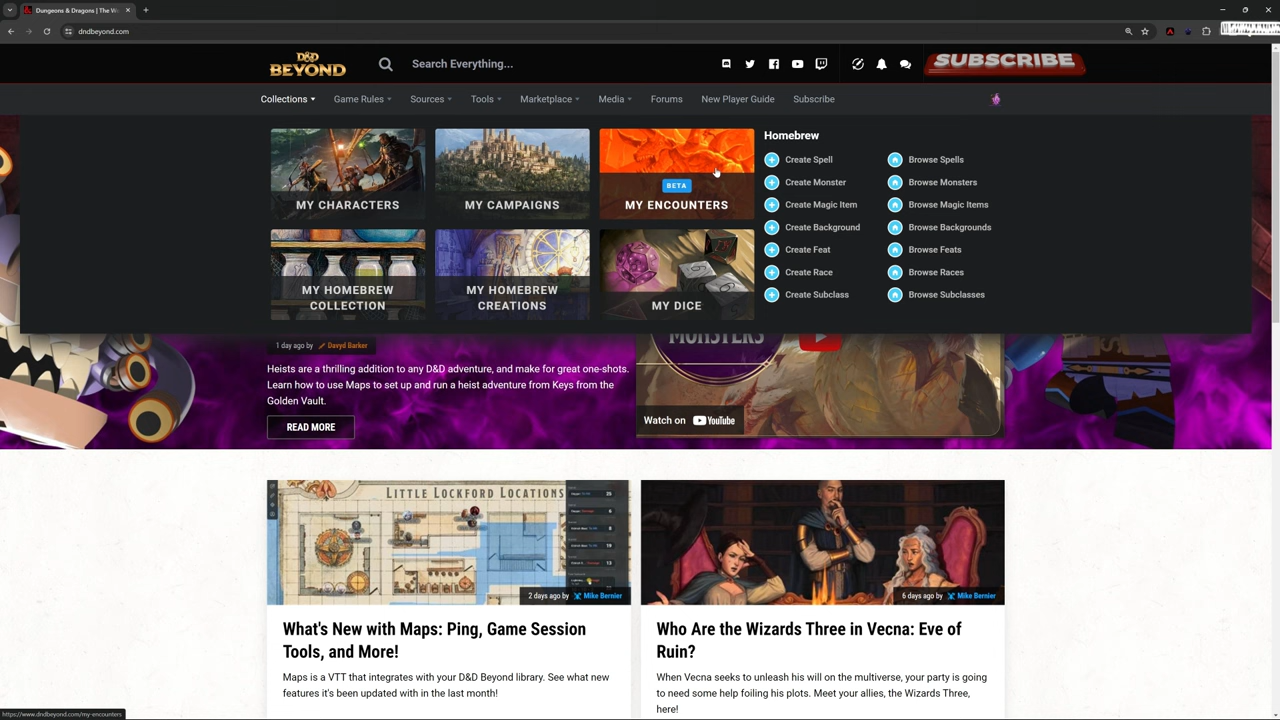 Dungeons & Dragons | The W
dndbeyond.com
D&D
BEYOND
Search Everything...
SUBSCRIBE
Collections
Game Rules
Sources
Tools
Marketplace
Media
Forums
New Player Guide
Subscribe
MY CHARACTERS
MY CAMPAIGNS
BETA
MY ENCOUNTERS
MY HOMEBREW
COLLECTION
MY HOMEBREW
CREATIONS
MY DICE
Homebrew
Create Spell
Browse Spells
Create Monster
Browse Monsters
Create Magic Item
Browse Magic Items
Create Background
Browse Backgrounds
Create Feat
Browse Feats
Create Race
Browse Races
Create Subclass
Browse Subclasses
1 day ago by Davyd Barker
Heists are a thrilling addition to any D&D adventure, and make for great one-shots.
Learn how to use Maps to set up and run a heist adventure from Keys from the
Golden Vault.
READ MORE
MONSTERS
Watch on YouTube
LITTLE LOCKFORD LOCATIONS
2 days ago by Mike Bernier
6 days ago by Mike Bernier
What's New with Maps: Ping, Game Session
Tools, and More!
Maps is a VTT that integrates with your D&D Beyond library. See what new
features it's been updated with in the last month!
Who Are the Wizards Three in Vecna: Eve of
Ruin?
When Vecna seeks to unleash his will on the multiverse, your party is going
to need some help foiling his plots. Meet your allies, the Wizards Three,
here!
https://www.dndbeyond.com/my-encounters